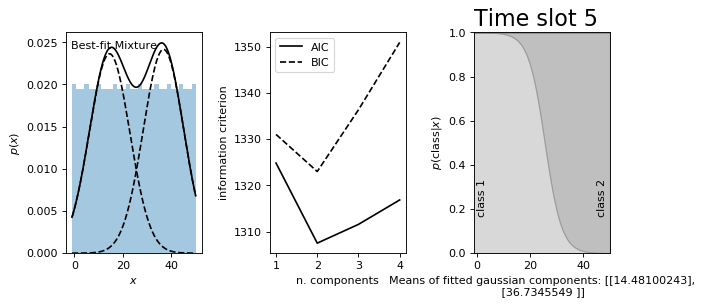 Time slot 5
Best-fit Mixture
0.025
0.020
0.015
0.010
0.005
0.000
p(x)
0 20 40
x
AIC
BIC
1350
1340
1330
1320
1310
information criterion
1 2 3 4
n. components
1.0
0.8
0.6
0.4
0.2
0.0
p(class|x)
class 1
class 2
0 20 40
Means of fitted gaussian components: [[14.48100243],
[36.7345549 ]]